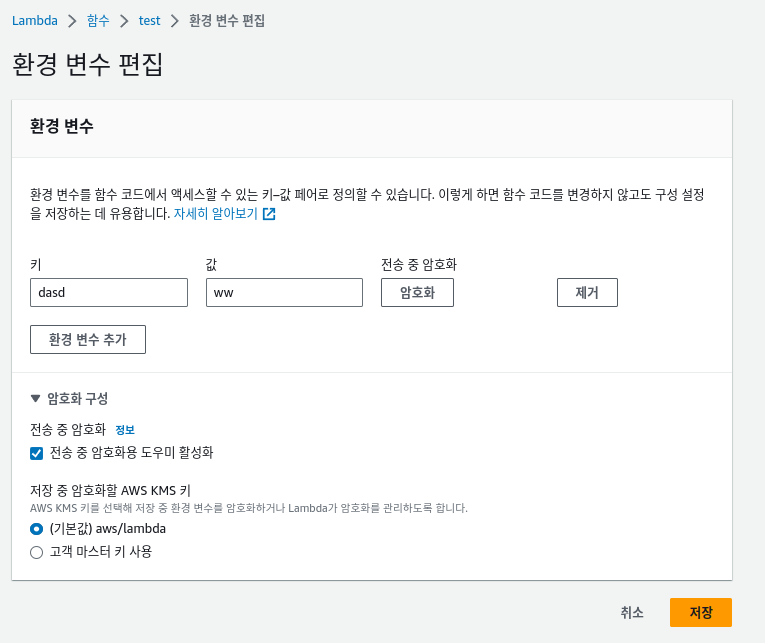 Lambda > 함수 > test > 환경 변수 편집
환경 변수 편집
환경 변수
환경 변수를 함수 코드에서 액세스할 수 있는 키-값 페어로 정의할 수 있습니다. 이렇게 하면 함수 코드를 변경하지 않고도 구성 설정
을 저장하는 데 유용합니다. 자세히 알아보기
키 값 전송 중 암호화
dasd ww 암호화 제거
환경 변수 추가
▼ 암호화 구성
전송 중 암호화 정보
전송 중 암호화용 도우미 활성화
저장 중 암호화할 AWS KMS 키
AWS KMS 키를 선택해 저장 중 환경 변수를 암호화하거나 Lambda가 암호화를 관리하도록 합니다.
(기본값) aws/lambda
고객 마스터 키 사용
취소 저장